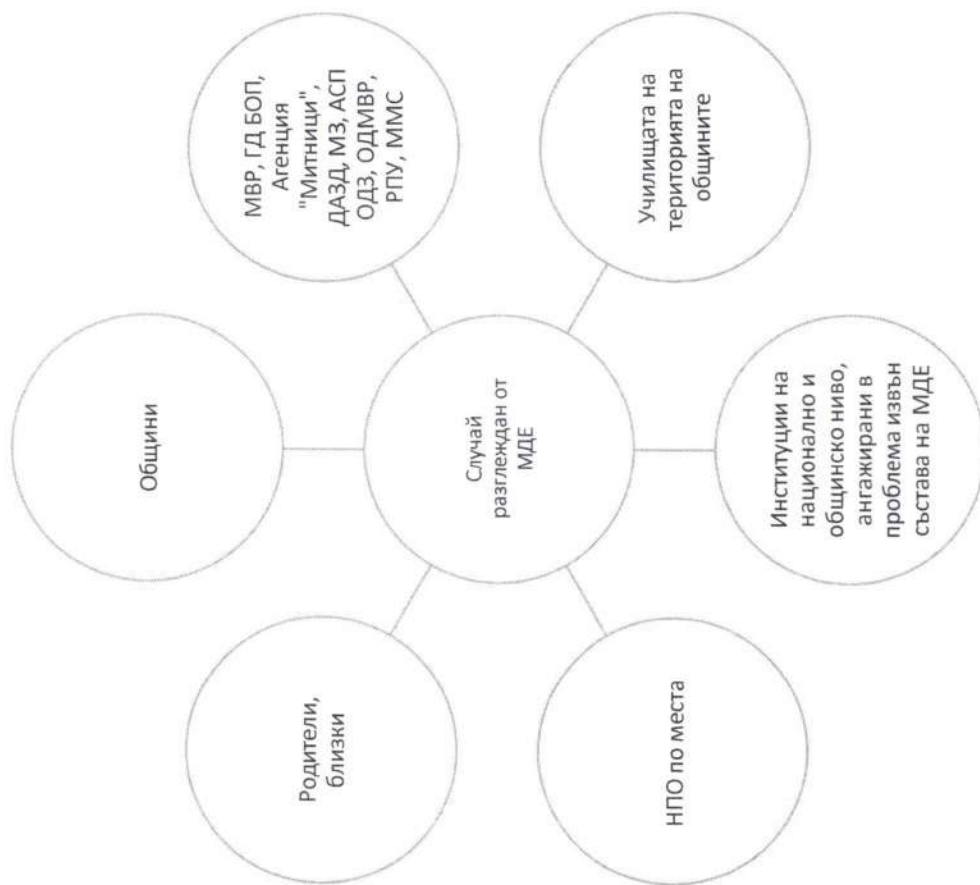 Общини
МВР, ГД БОП,
Агенция
"Митници",
ДАЗД, МЗ, АСП
ОДЗ, ОДМВР,
РПУ, ММС
Училищата на
територията на
общините
Институции на
национално и
общинско ниво,
ангажирани в
проблема извън
състава на МДЕ
НПО по места
Родители,
близки
Случай
разглеждан от
МДЕ